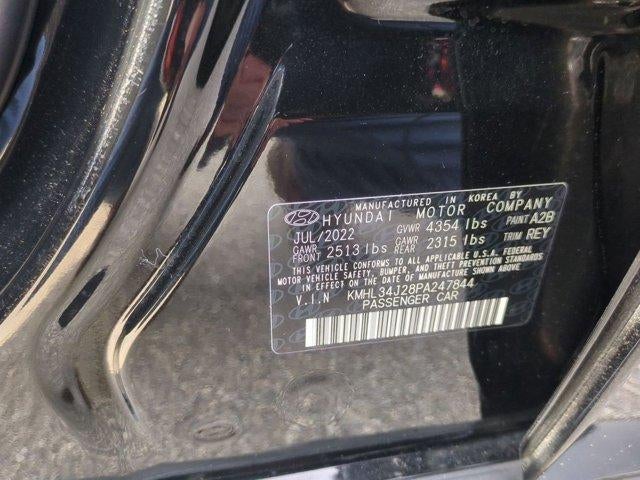 MANUFACTURED IN KOREA BY
HYUNDAI MOTOR COMPANY
JUL/2022 GVWR 4354 lbs PAINT A2B
GAWR FRONT 2513 lbs GAWR REAR 2315 lbs TRIM REY
THIS VEHICLE CONFORMS TO ALL APPLICABLE U.S.A. FEDERAL
MOTOR VEHICLE SAFETY, BUMPER, AND THEFT PREVENTION STANDARDS
IN EFFECT ON THE DATE OF MANUFACTURE SHOWN ABOVE.
V.I.N KMHL34J28PA247844
PASSENGER CAR